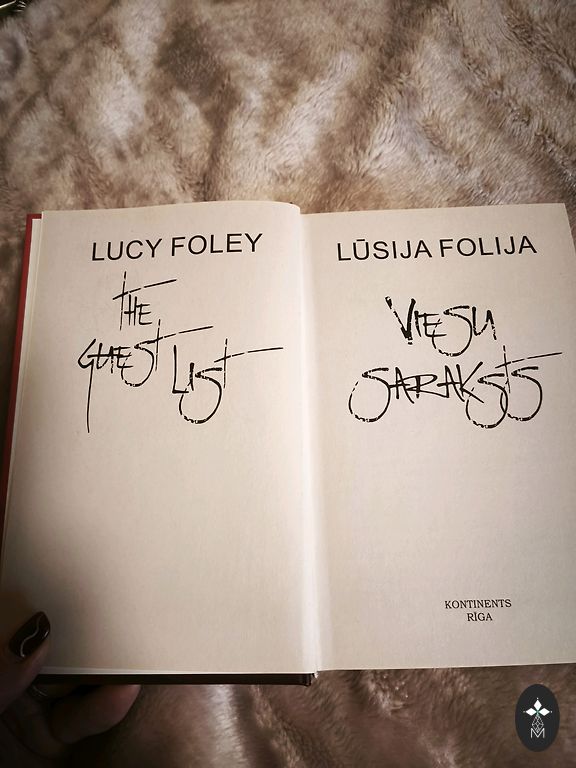 LUCY FOLEY
THE
GUEST LIST
LŪSIJA FOLIJA
VIESU
SARAKSTS
KONTINENTS
RĪGA
M